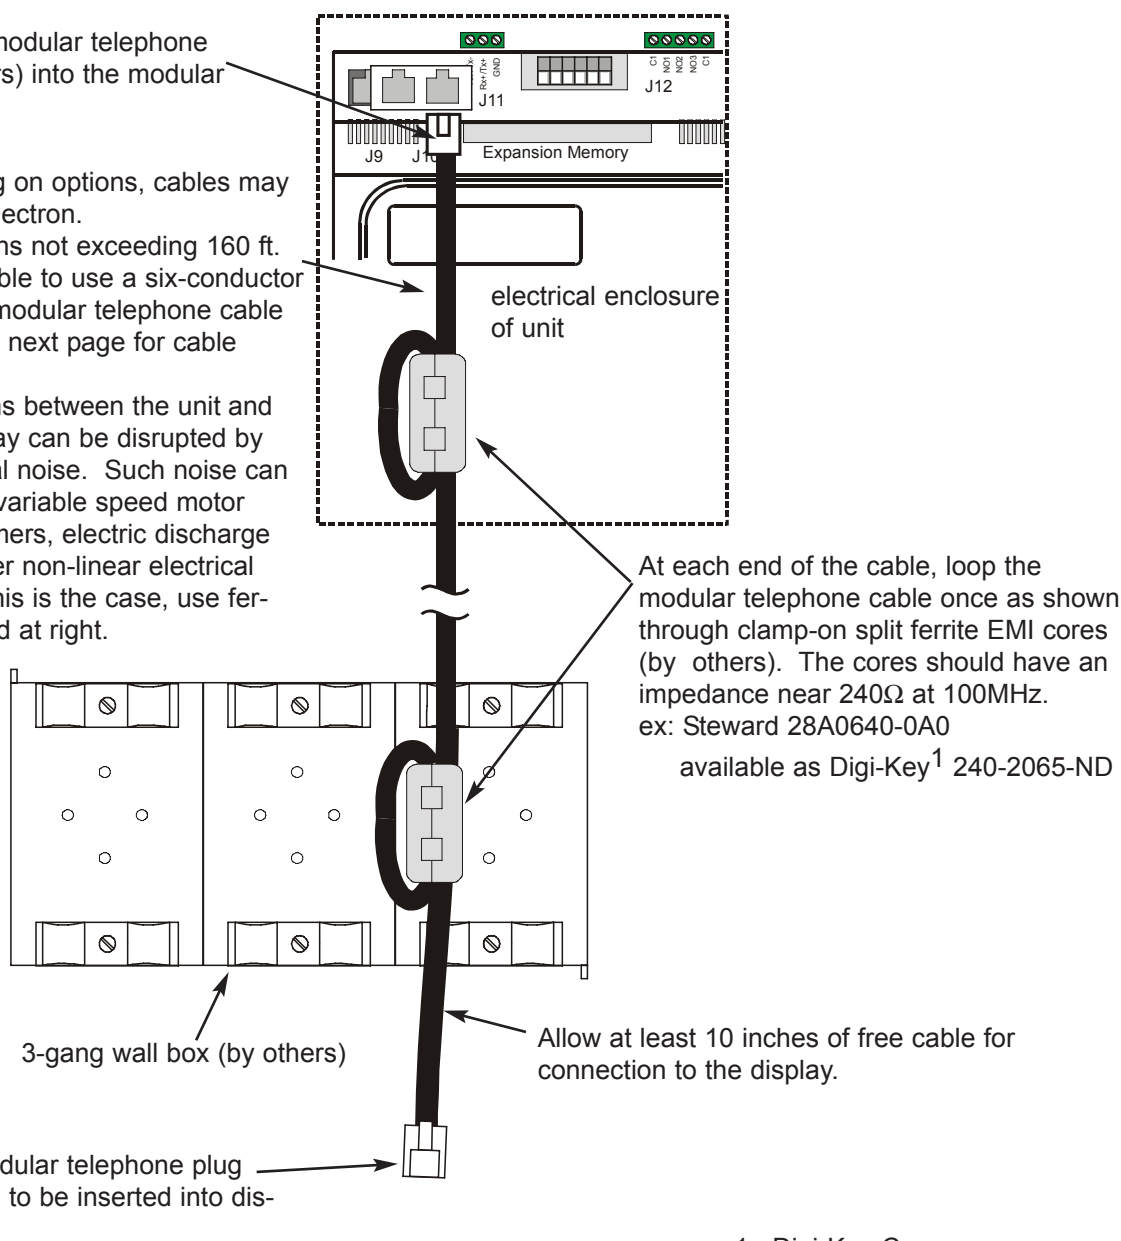 modular telephone
rs) into the modular
Tx-
Rx+/Tx+
GND
J11
C1
NO1
NO2
NO3
C1
J12
J9
J10
Expansion Memory
g on options, cables may
ectron.
ns not exceeding 160 ft.
ble to use a six-conductor
modular telephone cable
next page for cable
electrical enclosure
of unit
ns between the unit and
ay can be disrupted by
al noise.  Such noise can
variable speed motor
mers, electric discharge
er non-linear electrical
his is the case, use fer-
d at right.
At each end of the cable, loop the
modular telephone cable once as shown
through clamp-on split ferrite EMI cores
(by  others).  The cores should have an
impedance near 240Ω at 100MHz.
ex: Steward 28A0640-0A0
available as Digi-Key1 240-2065-ND
3-gang wall box (by others)
Allow at least 10 inches of free cable for
connection to the display.
dular telephone plug
to be inserted into dis-